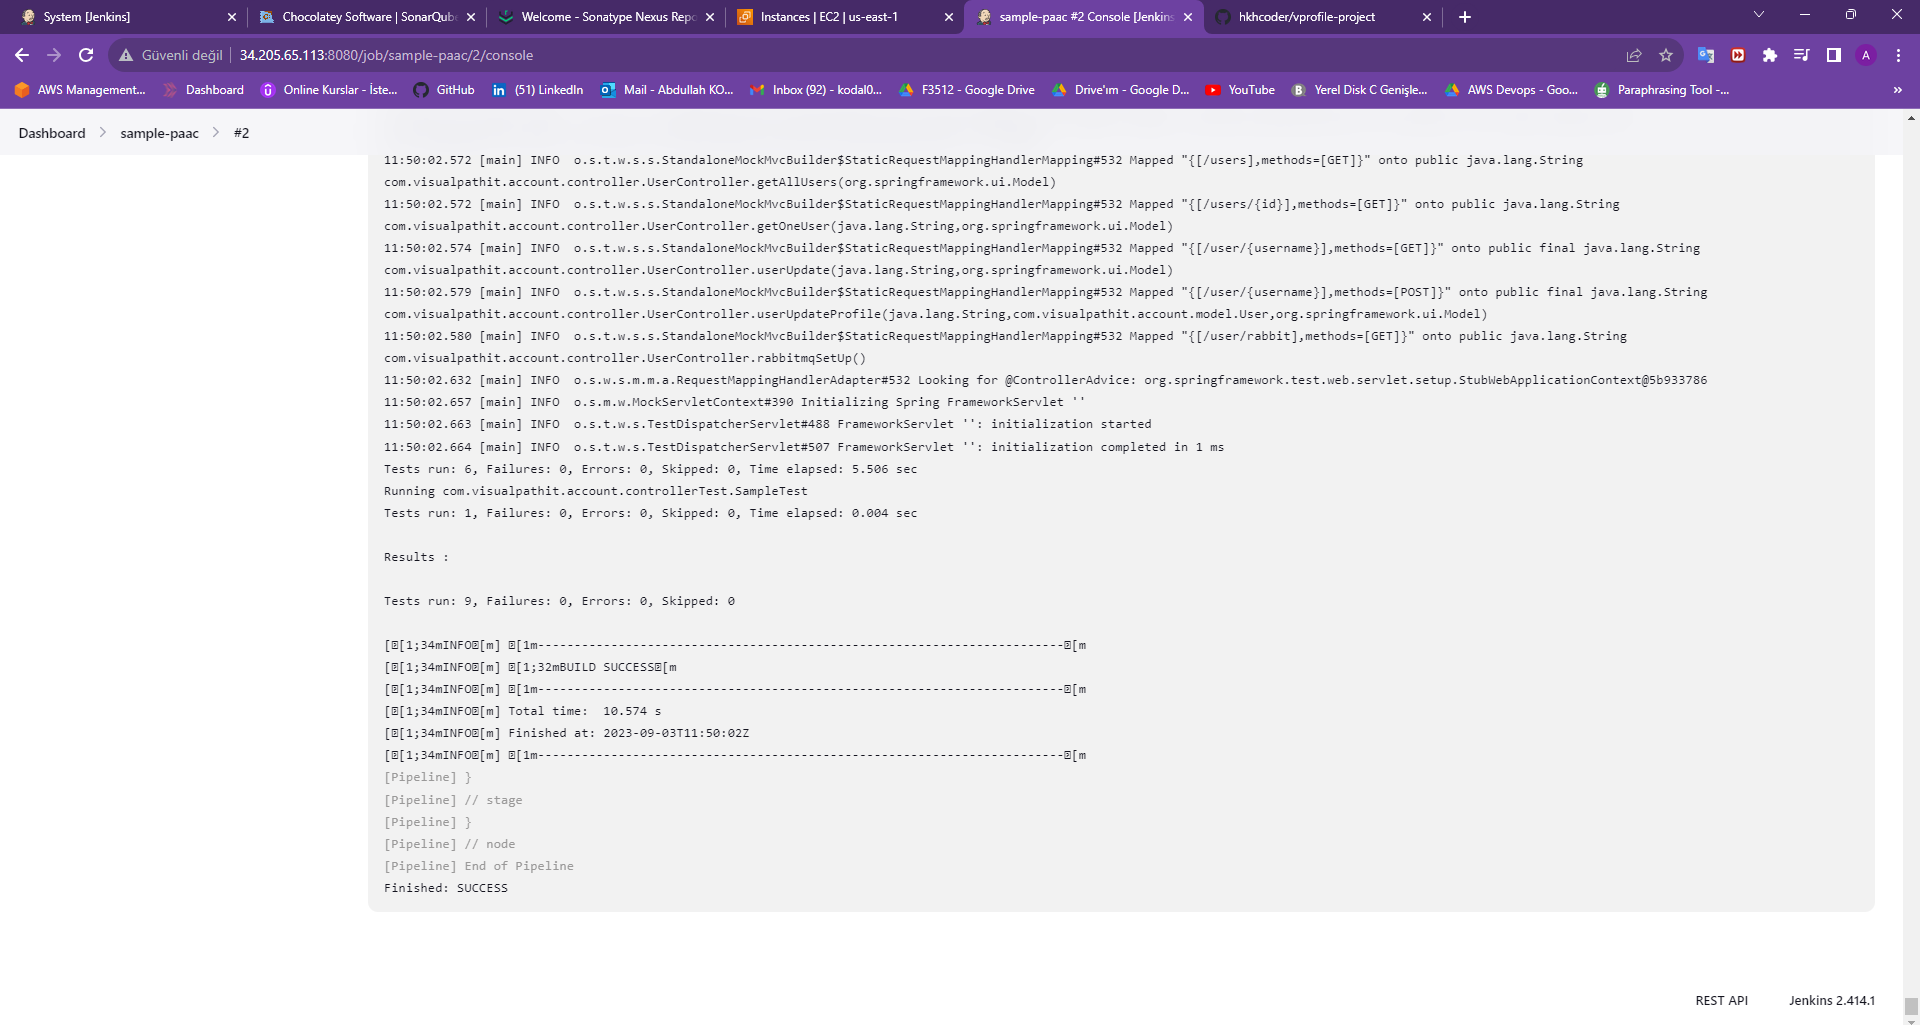 System [Jenkins]
Chocolatey Software | SonarQube
Welcome - Sonatype Nexus Repo
Instances | EC2 | us-east-1
sample-paac #2 Console [Jenkins
hkhcoder/vprofile-project
Güvenli değil
34.205.65.113:8080/job/sample-paac/2/console
A
AWS Management...
Dashboard
Online Kurslar - İste...
GitHub
(51) LinkedIn
Mail - Abdullah KO...
Inbox (92) - kodal0...
F3512 - Google Drive
Drive'ım - Google D...
YouTube
Yerel Disk C Genişle...
AWS Devops - Goo...
Paraphrasing Tool -...
»
Dashboard > sample-paac > #2
11:50:02.572 [main] INFO  o.s.t.w.s.s.StandaloneMockMvcBuilder$StaticRequestMappingHandlerMapping#532 Mapped "{[/users],methods=[GET]}" onto public java.lang.String
com.visualpathit.account.controller.UserController.getAllUsers(org.springframework.ui.Model)
11:50:02.572 [main] INFO  o.s.t.w.s.s.StandaloneMockMvcBuilder$StaticRequestMappingHandlerMapping#532 Mapped "{[/users/{id}],methods=[GET]}" onto public java.lang.String
com.visualpathit.account.controller.UserController.getOneUser(java.lang.String,org.springframework.ui.Model)
11:50:02.574 [main] INFO  o.s.t.w.s.s.StandaloneMockMvcBuilder$StaticRequestMappingHandlerMapping#532 Mapped "{[/user/{username}],methods=[GET]}" onto public final java.lang.String
com.visualpathit.account.controller.UserController.userUpdate(java.lang.String,org.springframework.ui.Model)
11:50:02.579 [main] INFO  o.s.t.w.s.s.StandaloneMockMvcBuilder$StaticRequestMappingHandlerMapping#532 Mapped "{[/user/{username}],methods=[POST]}" onto public final java.lang.String
com.visualpathit.account.controller.UserController.userUpdateProfile(java.lang.String,com.visualpathit.account.model.User,org.springframework.ui.Model)
11:50:02.580 [main] INFO  o.s.t.w.s.s.StandaloneMockMvcBuilder$StaticRequestMappingHandlerMapping#532 Mapped "{[/user/rabbit],methods=[GET]}" onto public java.lang.String
com.visualpathit.account.controller.UserController.rabbitmqSetUp()
11:50:02.632 [main] INFO  o.s.w.s.m.m.a.RequestMappingHandlerAdapter#532 Looking for @ControllerAdvice: org.springframework.test.web.servlet.setup.StubWebApplicationContext@5b933786
11:50:02.657 [main] INFO  o.s.m.w.MockServletContext#390 Initializing Spring FrameworkServlet ''
11:50:02.663 [main] INFO  o.s.t.w.s.TestDispatcherServlet#488 FrameworkServlet '': initialization started
11:50:02.664 [main] INFO  o.s.t.w.s.TestDispatcherServlet#507 FrameworkServlet '': initialization completed in 1 ms
Tests run: 6, Failures: 0, Errors: 0, Skipped: 0, Time elapsed: 5.506 sec
Running com.visualpathit.account.controllerTest.SampleTest
Tests run: 1, Failures: 0, Errors: 0, Skipped: 0, Time elapsed: 0.004 sec
Results :
Tests run: 9, Failures: 0, Errors: 0, Skipped: 0
[␛[1;34mINFO␛[m] ␛[1m------------------------------------------------------------------------␛[m
[␛[1;34mINFO␛[m] ␛[1;32mBUILD SUCCESS␛[m
[␛[1;34mINFO␛[m] ␛[1m------------------------------------------------------------------------␛[m
[␛[1;34mINFO␛[m] Total time:  10.574 s
[␛[1;34mINFO␛[m] Finished at: 2023-09-03T11:50:02Z
[␛[1;34mINFO␛[m] ␛[1m------------------------------------------------------------------------␛[m
[Pipeline] }
[Pipeline] // stage
[Pipeline] }
[Pipeline] // node
[Pipeline] End of Pipeline
Finished: SUCCESS
REST API
Jenkins 2.414.1